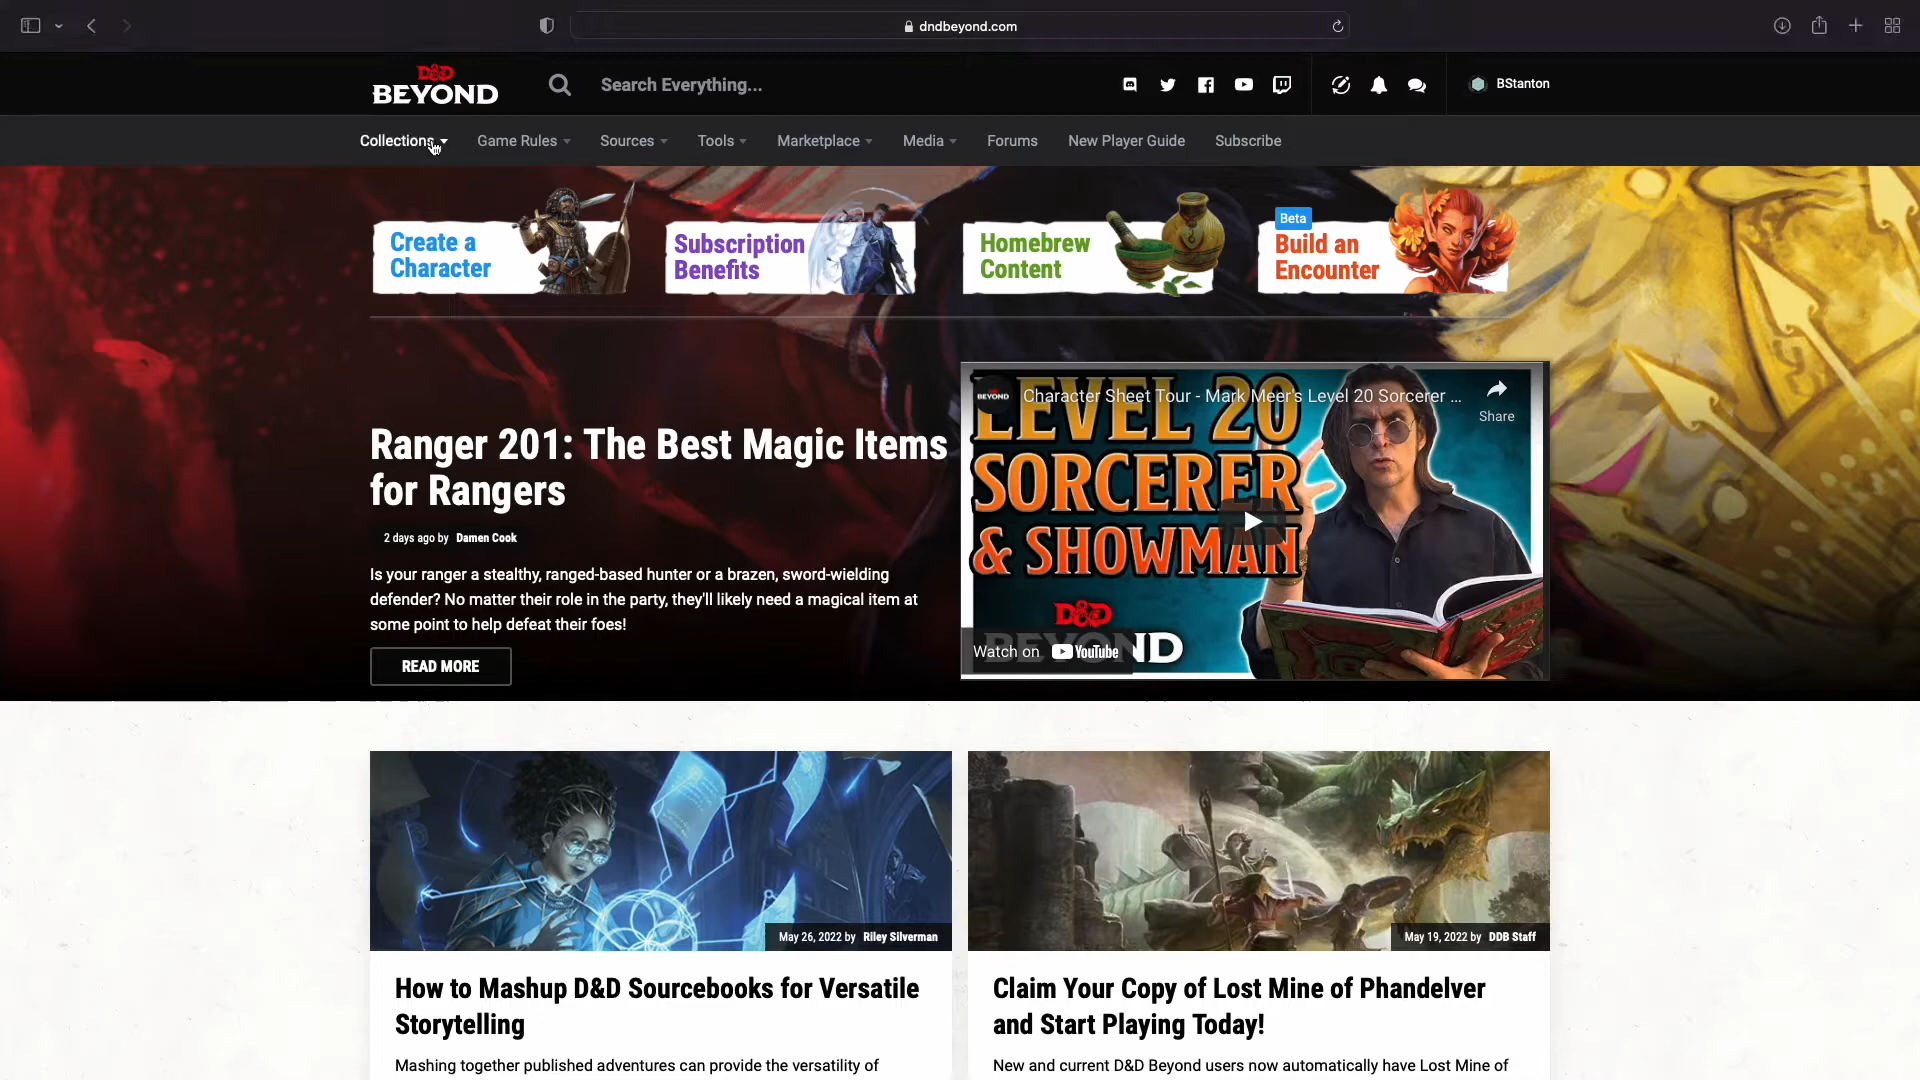 dndbeyond.com
D&D
BEYOND
Search Everything...
BStanton
Collections
Game Rules
Sources
Tools
Marketplace
Media
Forums
New Player Guide
Subscribe
Create a
Character
Subscription
Benefits
Homebrew
Content
Beta
Build an
Encounter
Ranger 201: The Best Magic Items
for Rangers
2 days ago by Damen Cook
Is your ranger a stealthy, ranged-based hunter or a brazen, sword-wielding
defender? No matter their role in the party, they'll likely need a magical item at
some point to help defeat their foes!
READ MORE
BEYOND
Character Sheet Tour - Mark Meer's Level 20 Sorcerer ...
Share
LEVEL 20
SORCERER
& SHOWMAN
D&D
BEYOND
Watch on YouTube
May 26, 2022 by Riley Silverman
How to Mashup D&D Sourcebooks for Versatile
Storytelling
Mashing together published adventures can provide the versatility of
May 19, 2022 by DDB Staff
Claim Your Copy of Lost Mine of Phandelver
and Start Playing Today!
New and current D&D Beyond users now automatically have Lost Mine of